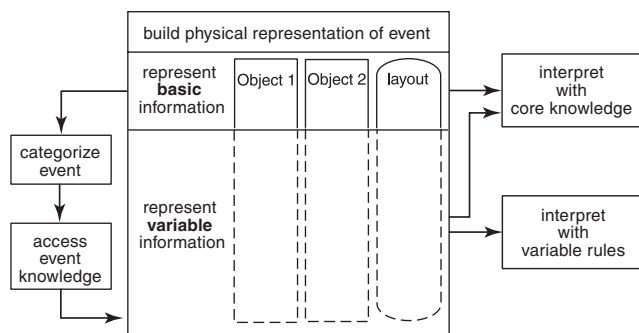 build physical representation of event
represent
basic
information
Object 1
Object 2
layout
interpret
with
core knowledge
categorize
event
represent
variable
information
access
event
knowledge
interpret
with
variable rules